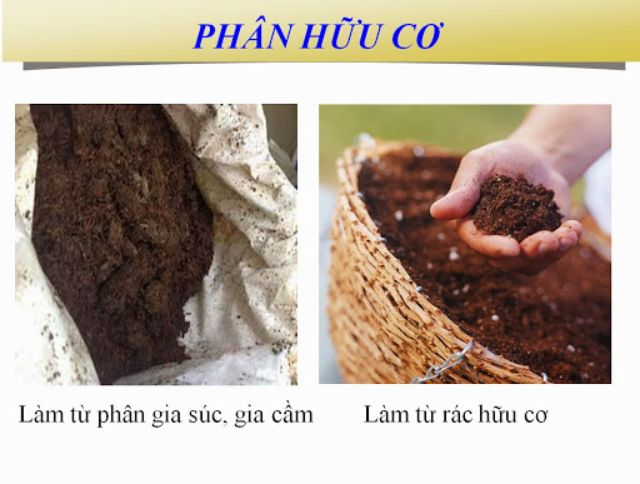 PHÂN HỮU CƠ
Làm từ phân gia súc, gia cầm
Làm từ rác hữu cơ